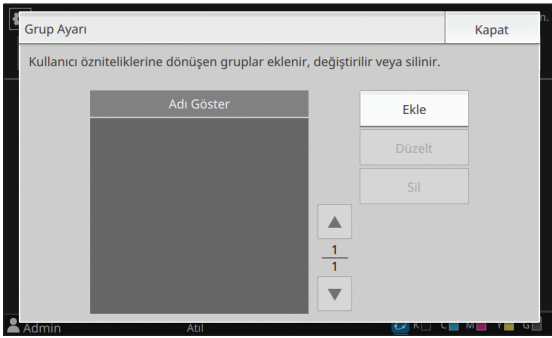 Grup Ayarı
Kapat
Kullanıcı özniteliklerine dönüşen gruplar eklenir, değiştirilir veya silinir.
Adı Göster
Ekle
Düzelt
Sil
1
1
Admin
Atıl
K C M Y G